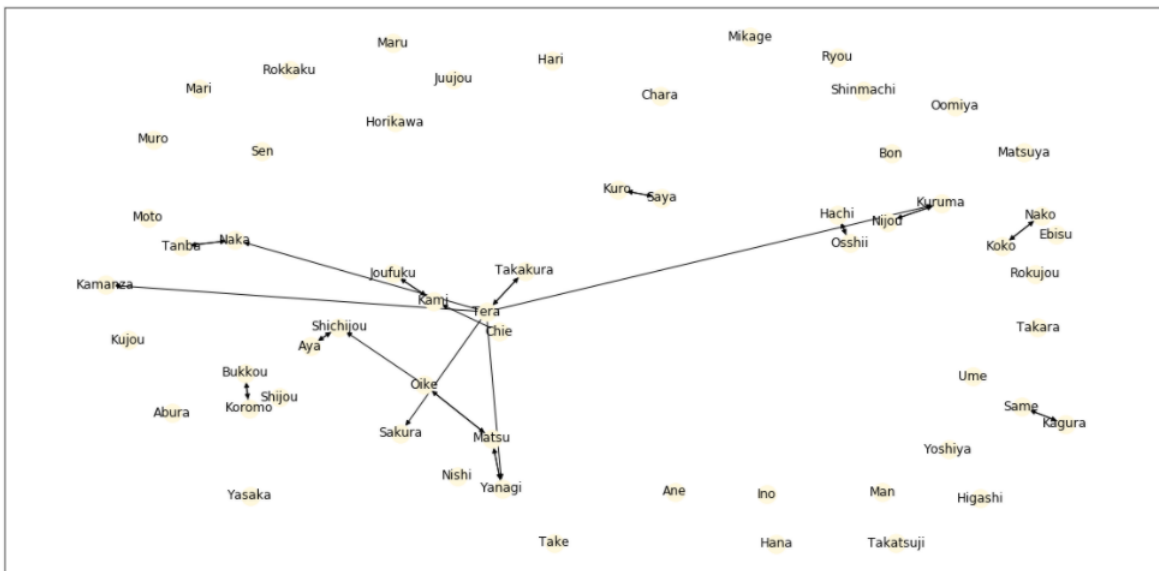 Mikage
Maru
Ryou
Hari
Rokkaku
Juujou
Mari
Shinmachi
Chara
Oomiya
Horikawa
Muro
Sen
Bon
Matsuya
Kuro
Saya
Kuruma
Moto
Hachi
Nijou
Nako
Tanba
Naka
Osshii
Koko
Ebisu
Joufuku
Takakura
Rokujou
Kamanza
Kami
Tera
Shichijou
Chie
Takara
Kujou
Aya
Bukkou
Oike
Ume
Shijou
Koromo
Abura
Same
Kagura
Sakura
Matsu
Yoshiya
Nishi
Yanagi
Yasaka
Ane
Ino
Man
Higashi
Take
Hana
Takatsuji